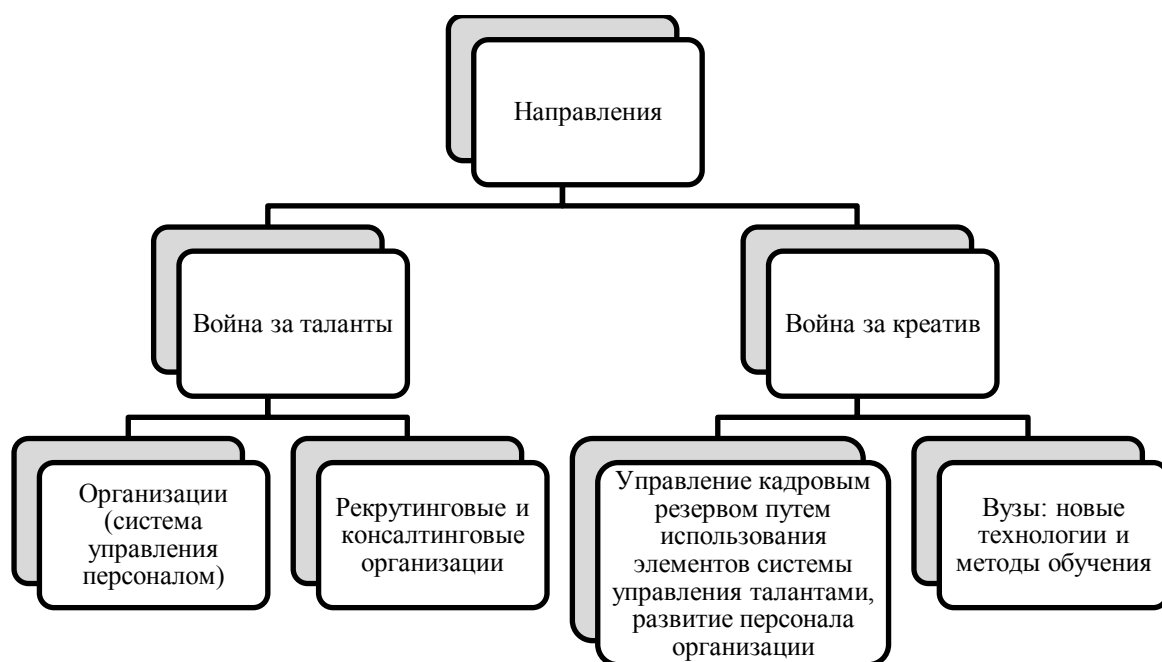 Направления
Война за таланты
Война за креатив
Организации
(система
управления
персоналом)
Рекрутинговые и
консалтинговые
организации
Управление кадровым
резервом путем
использования
элементов системы
управления талантами,
развитие персонала
организации
Вузы: новые
технологии и
методы обучения